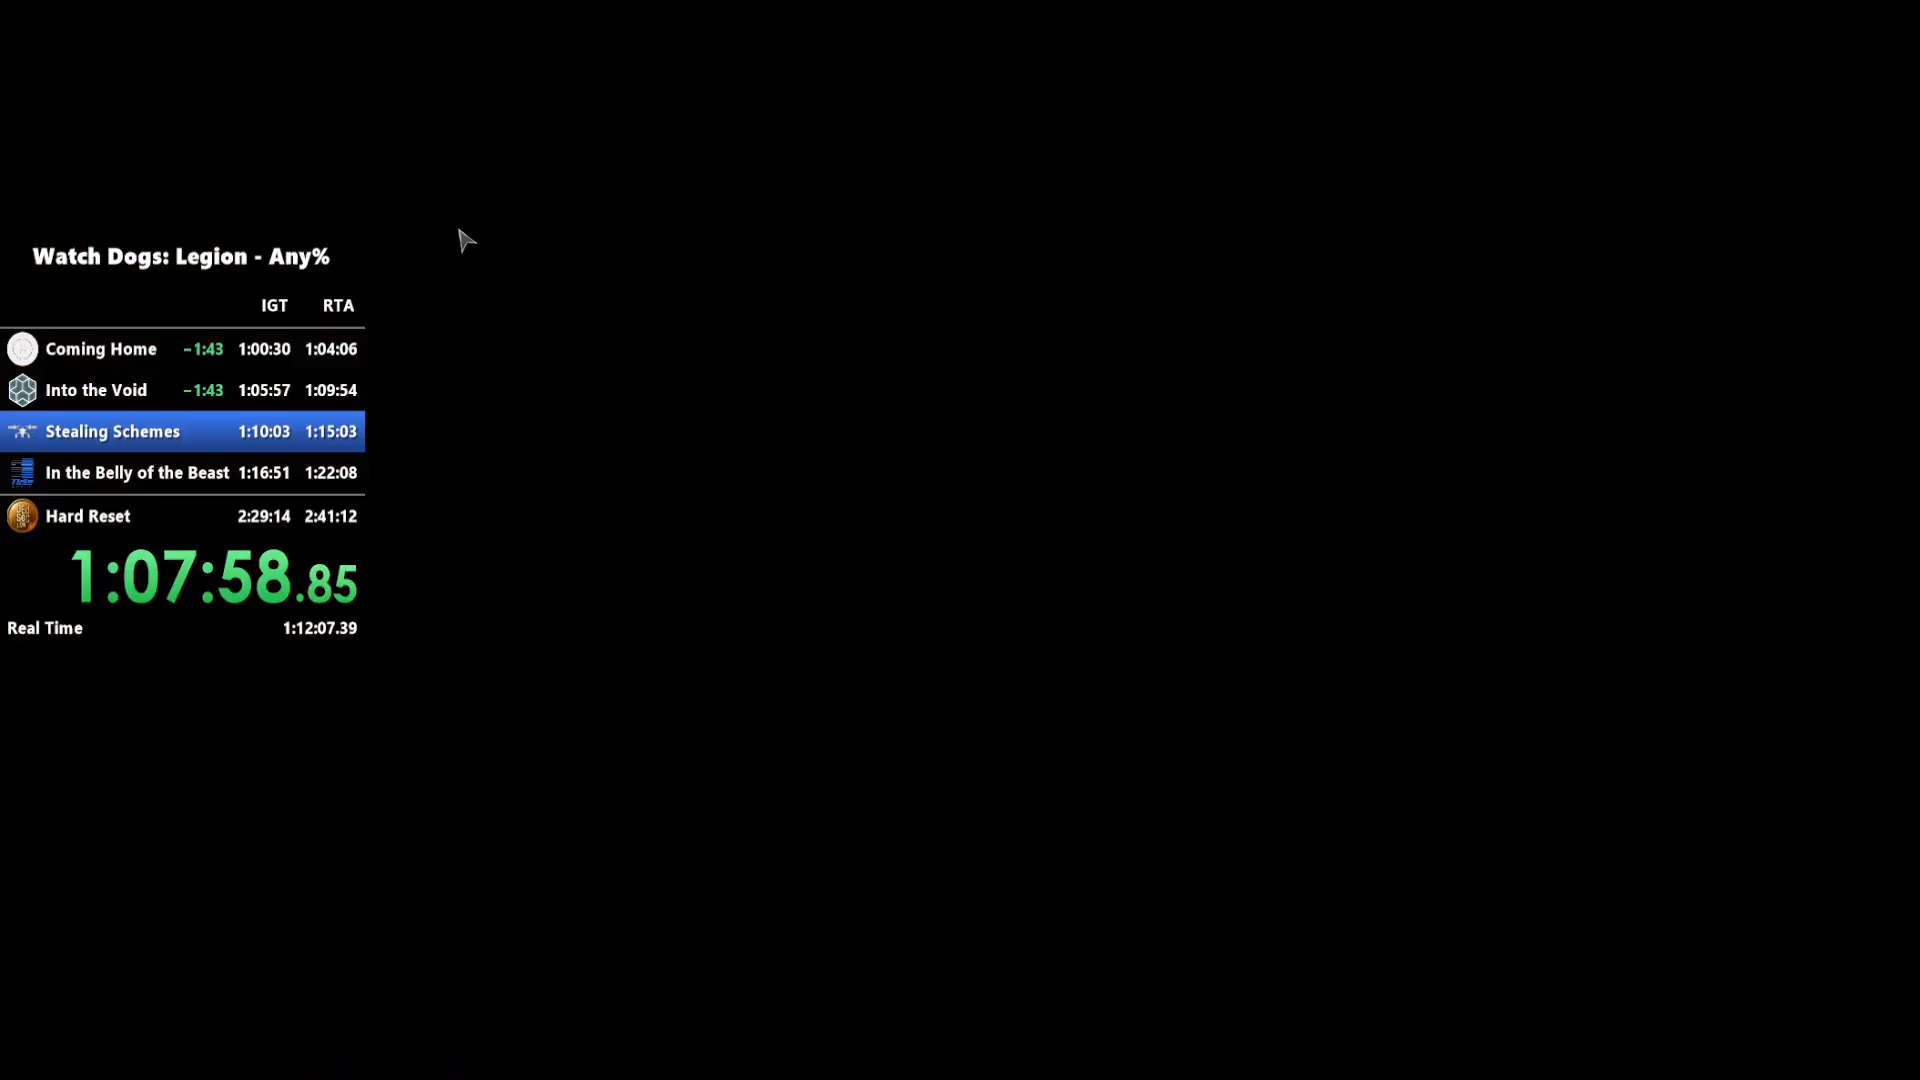 Watch Dogs: Legion - Any%
IGT RTA
Coming Home -1:43 1:00:30 1:04:06
Into the Void -1:43 1:05:57 1:09:54
Stealing Schemes 1:10:03 1:15:03
In the Belly of the Beast 1:16:51 1:22:08
Hard Reset 2:29:14 2:41:12
1:07:58.85
Real Time 1:12:07.39